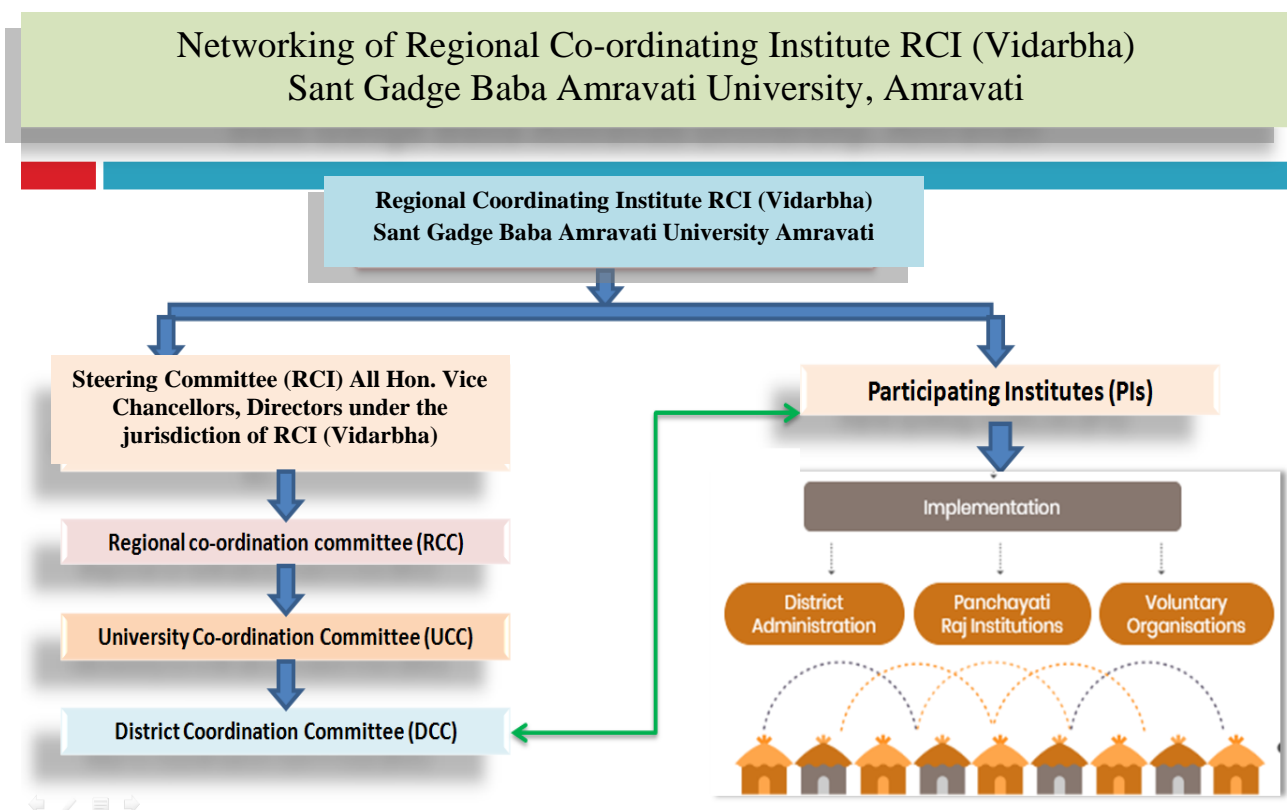 Networking of Regional Co-ordinating Institute RCI (Vidarbha)
Sant Gadge Baba Amravati University, Amravati
Regional Coordinating Institute RCI (Vidarbha)
Sant Gadge Baba Amravati University Amravati
Steering Committee (RCI) All Hon. Vice
Chancellors, Directors under the
jurisdiction of RCI (Vidarbha)
Regional co-ordination committee (RCC)
University Co-ordination Committee (UCC)
District Coordination Committee (DCC)
Participating Institutes (PIs)
Implementation
District
Administration
Panchayati
Raj Institutions
Voluntary
Organisations